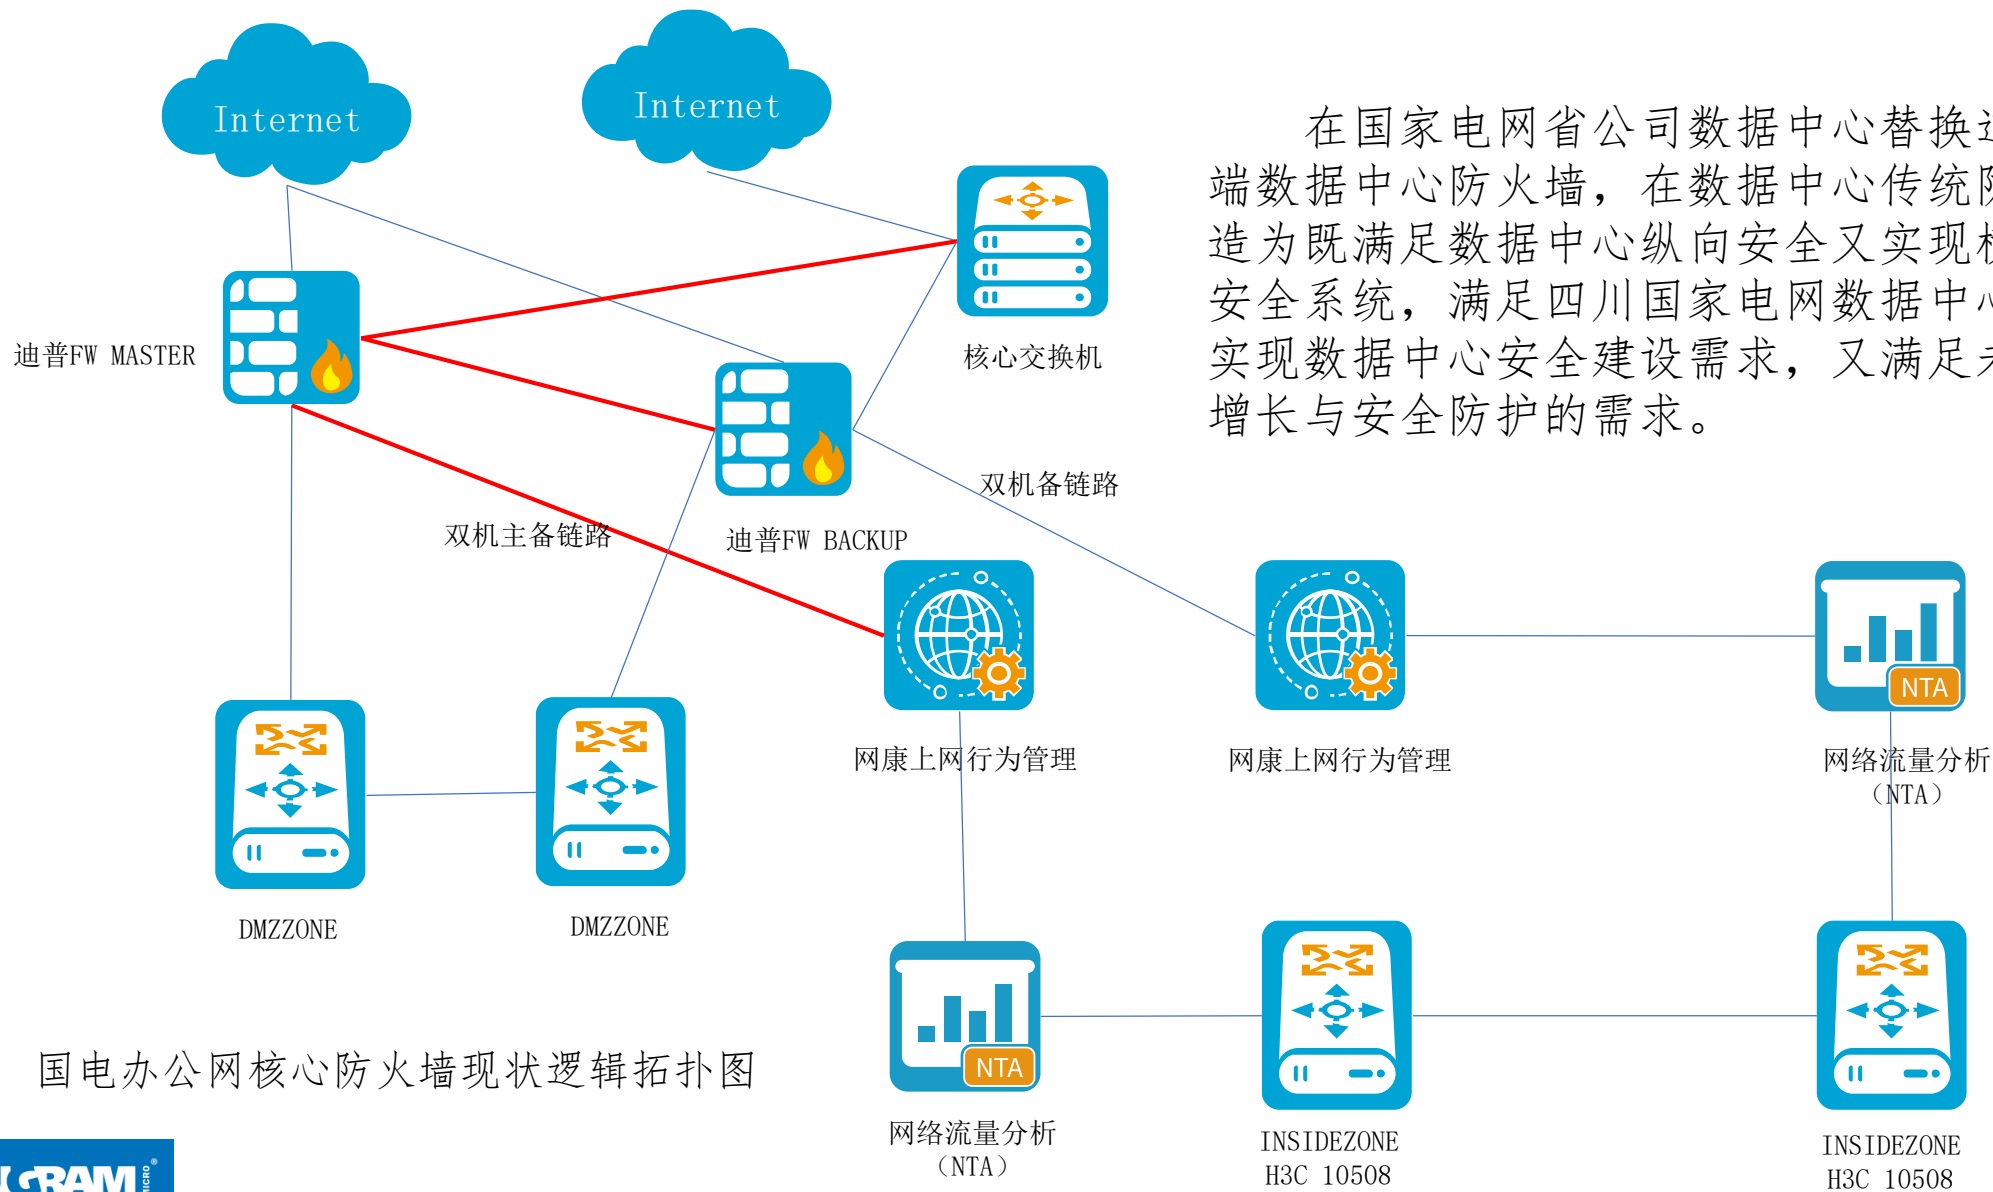 Internet
Internet
在国家电网省公司数据中心替换
端数据中心防火墙，在数据中心传统
造为既满足数据中心纵向安全又实现
安全系统，满足四川国家电网数据中
实现数据中心安全建设需求，又满足
增长与安全防护的需求。
迪普FW MASTER
核心交换机
双机备链路
双机主备链路
迪普FW BACKUP
网康上网行为管理
网康上网行为管理
NTA
网络流量分析
（NTA）
DMZZONE
DMZZONE
国电办公网核心防火墙现状逻辑拓扑图
NTA
网络流量分析
（NTA）
INSIDEZONE
H3C 10508
INSIDEZONE
H3C 10508
GRAM
MICRO